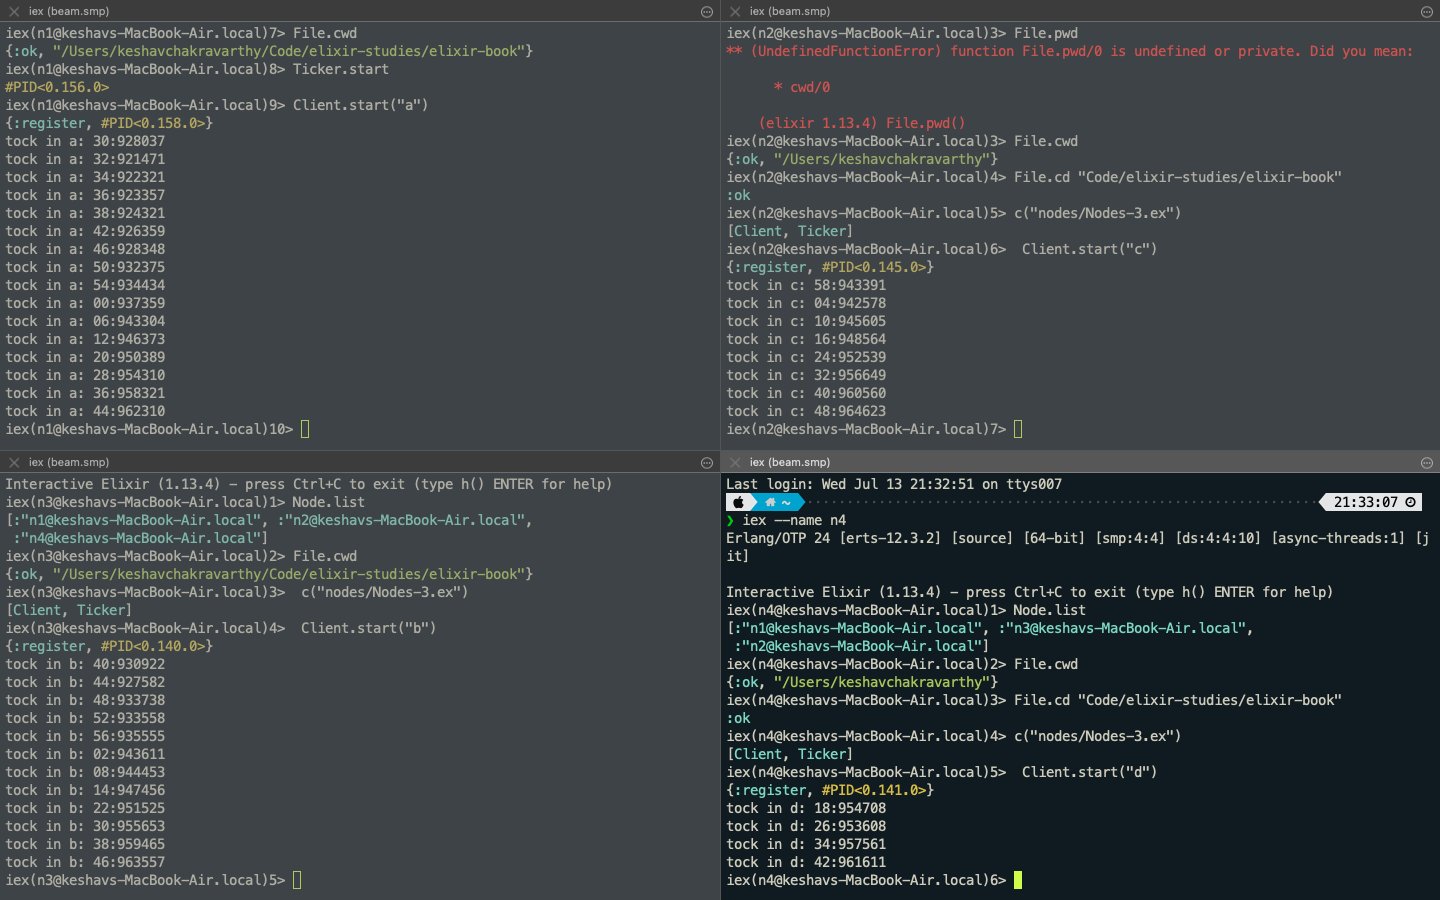 iex (beam.smp)
iex(n1@keshavs-MacBook-Air.local)7> File.cwd
{:ok, "/Users/keshavchakravarthy/Code/elixir-studies/elixir-book"}
iex(n1@keshavs-MacBook-Air.local)8> Ticker.start
#PID<0.156.0>
iex(n1@keshavs-MacBook-Air.local)9> Client.start("a")
{:register, #PID<0.158.0>}
tock in a: 30:928037
tock in a: 32:921471
tock in a: 34:922321
tock in a: 36:923357
tock in a: 38:924321
tock in a: 42:926359
tock in a: 46:928348
tock in a: 50:932375
tock in a: 54:934434
tock in a: 00:937359
tock in a: 06:943304
tock in a: 12:946373
tock in a: 20:950389
tock in a: 28:954310
tock in a: 36:958321
tock in a: 44:962310
iex(n1@keshavs-MacBook-Air.local)10>
iex (beam.smp)
iex(n2@keshavs-MacBook-Air.local)3> File.pwd
** (UndefinedFunctionError) function File.pwd/0 is undefined or private. Did you mean:
* cwd/0
(elixir 1.13.4) File.pwd()
iex(n2@keshavs-MacBook-Air.local)3> File.cwd
{:ok, "/Users/keshavchakravarthy"}
iex(n2@keshavs-MacBook-Air.local)4> File.cd "Code/elixir-studies/elixir-book"
:ok
iex(n2@keshavs-MacBook-Air.local)5> c("nodes/Nodes-3.ex")
[Client, Ticker]
iex(n2@keshavs-MacBook-Air.local)6>  Client.start("c")
{:register, #PID<0.145.0>}
tock in c: 58:943391
tock in c: 04:942578
tock in c: 10:945605
tock in c: 16:948564
tock in c: 24:952539
tock in c: 32:956649
tock in c: 40:960560
tock in c: 48:964623
iex(n2@keshavs-MacBook-Air.local)7>
iex (beam.smp)
Interactive Elixir (1.13.4) - press Ctrl+C to exit (type h() ENTER for help)
iex(n3@keshavs-MacBook-Air.local)1> Node.list
[:"n1@keshavs-MacBook-Air.local", :"n2@keshavs-MacBook-Air.local",
:"n4@keshavs-MacBook-Air.local"]
iex(n3@keshavs-MacBook-Air.local)2> File.cwd
{:ok, "/Users/keshavchakravarthy/Code/elixir-studies/elixir-book"}
iex(n3@keshavs-MacBook-Air.local)3>  c("nodes/Nodes-3.ex")
[Client, Ticker]
iex(n3@keshavs-MacBook-Air.local)4>  Client.start("b")
{:register, #PID<0.140.0>}
tock in b: 40:930922
tock in b: 44:927582
tock in b: 48:933738
tock in b: 52:933558
tock in b: 56:935555
tock in b: 02:943611
tock in b: 08:944453
tock in b: 14:947456
tock in b: 22:951525
tock in b: 30:955653
tock in b: 38:959465
tock in b: 46:963557
iex(n3@keshavs-MacBook-Air.local)5>
iex (beam.smp)
Last login: Wed Jul 13 21:32:51 on ttys007
~ 21:33:07
❯ iex --name n4
Erlang/OTP 24 [erts-12.3.2] [source] [64-bit] [smp:4:4] [ds:4:4:10] [async-threads:1] [j
it]
Interactive Elixir (1.13.4) - press Ctrl+C to exit (type h() ENTER for help)
iex(n4@keshavs-MacBook-Air.local)1> Node.list
[:"n1@keshavs-MacBook-Air.local", :"n3@keshavs-MacBook-Air.local",
:"n2@keshavs-MacBook-Air.local"]
iex(n4@keshavs-MacBook-Air.local)2> File.cwd
{:ok, "/Users/keshavchakravarthy"}
iex(n4@keshavs-MacBook-Air.local)3> File.cd "Code/elixir-studies/elixir-book"
:ok
iex(n4@keshavs-MacBook-Air.local)4> c("nodes/Nodes-3.ex")
[Client, Ticker]
iex(n4@keshavs-MacBook-Air.local)5>  Client.start("d")
{:register, #PID<0.141.0>}
tock in d: 18:954708
tock in d: 26:953608
tock in d: 34:957561
tock in d: 42:961611
iex(n4@keshavs-MacBook-Air.local)6>